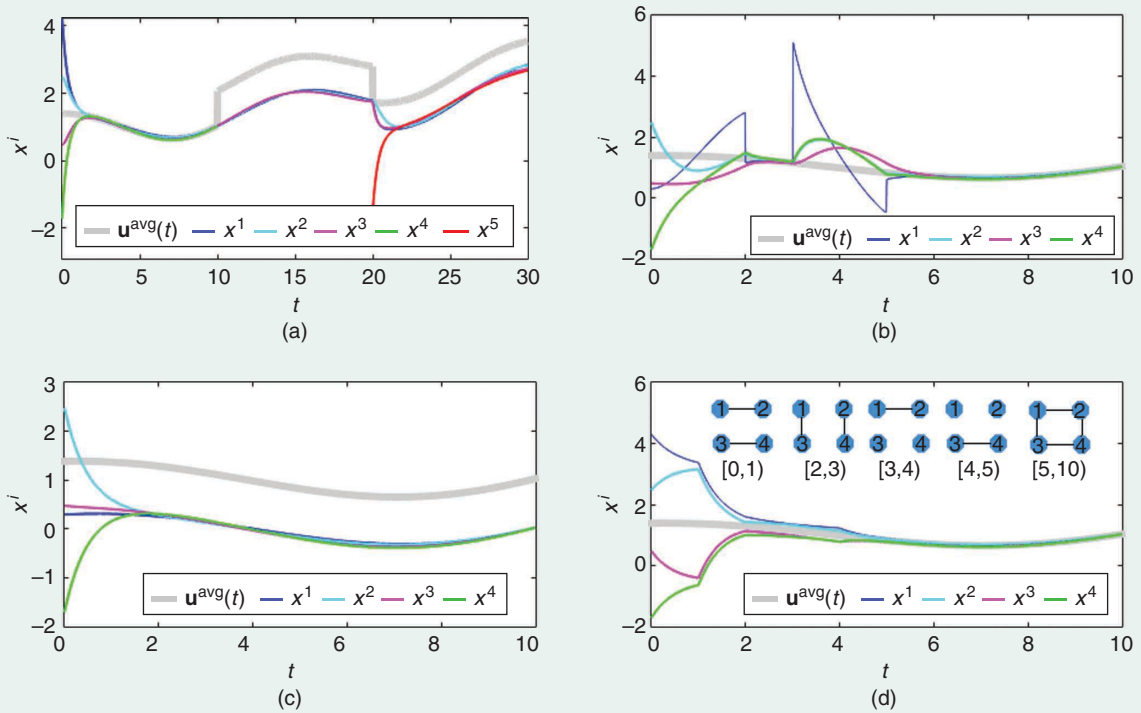 4
2
0
−2
x^i
u^avg(t) x^1 x^2 x^3 x^4 x^5
0 5 10 15 20 25 30
t
(a)
6
4
2
0
−2
x^i
u^avg(t) x^1 x^2 x^3 x^4
0 2 4 6 8 10
t
(b)
3
2
1
0
−1
−2
x^i
u^avg(t) x^1 x^2 x^3 x^4
0 2 4 6 8 10
t
(c)
6
4
2
0
−2
x^i
1 2 1 2 1 2 1 2 1 2
3 4 3 4 3 4 3 4 3 4
[0,1) [2,3) [3,4) [4,5) [5,10)
u^avg(t) x^1 x^2 x^3 x^4
0 2 4 6 8 10
t
(d)